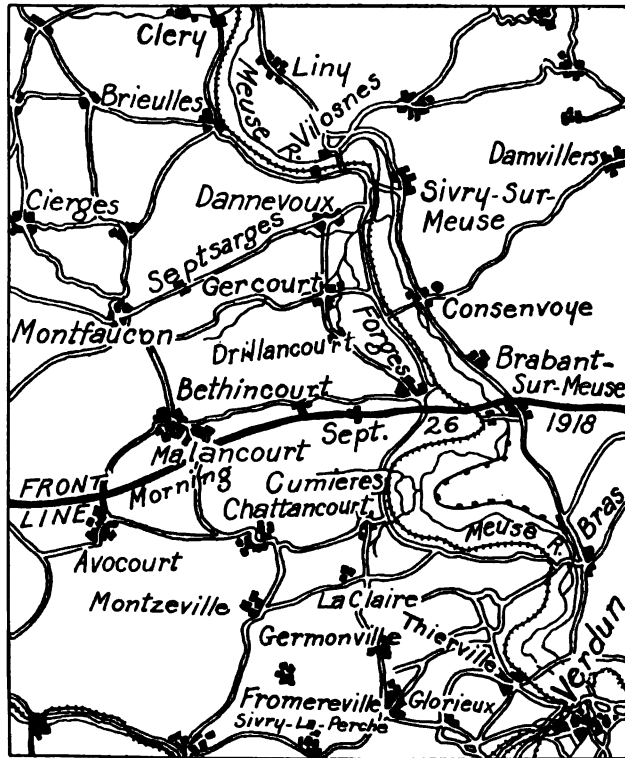 Clery
Liny
Meuse R.
Vilosnes
Brieulles
Damvillers
Cierges
Dannevoux
Sivry-Sur-
Meuse
Septsarges
Gercourt
Consenvoye
Montfaucon
Drillancourt
Forges
Brabant-
Sur-Meuse
Bethincourt
Malancourt
FRONT
LINE
Morning
Sept.
26
1918
Cumieres
Chattancourt
Meuse R.
Bras
Avocourt
Montzeville
La Claire
Thierville
Germonville
Verdun
Fromereville
Glorieux
Sivry-La-Perche